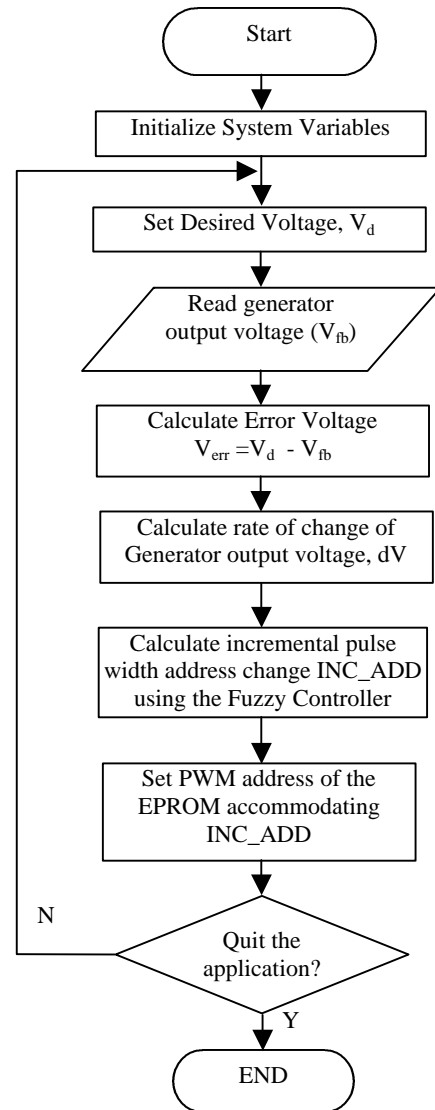 Start
Initialize System Variables
Set Desired Voltage, Vd
Read generator
output voltage (Vfb)
Calculate Error Voltage
Verr =Vd - Vfb
Calculate rate of change of
Generator output voltage, dV
Calculate incremental pulse
width address change INC_ADD
using the Fuzzy Controller
Set PWM address of the
EPROM accommodating
INC_ADD
N
Quit the
application?
Y
END